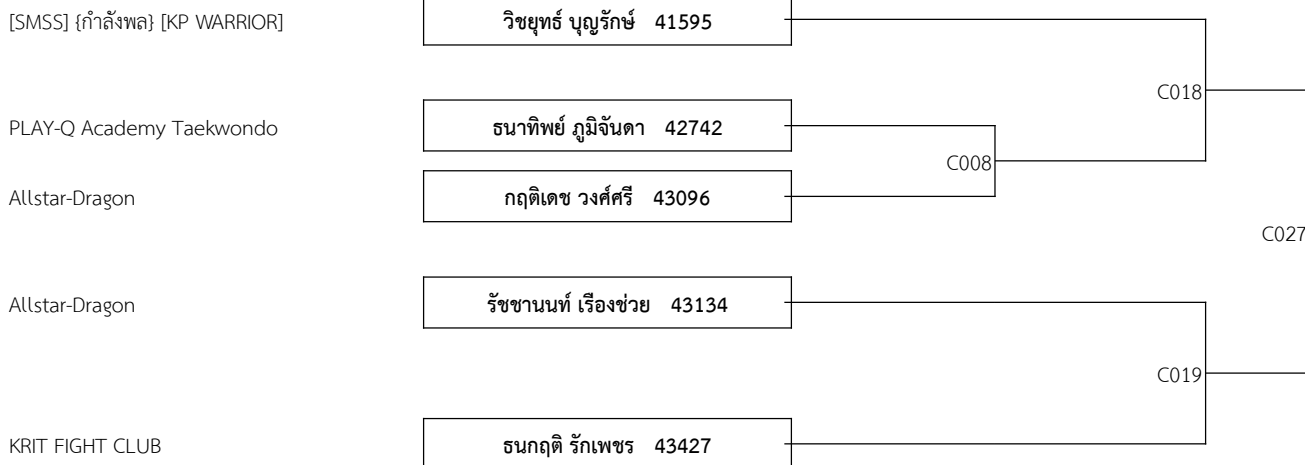 [SMSS] {กำลังพล} [KP WARRIOR] วิชยุทธ์ บุญรักษ์ 41595
C018
PLAY-Q Academy Taekwondo ธนาทิพย์ ภูมิจันดา 42742
C008
Allstar-Dragon กฤติเดช วงศ์ศรี 43096
C027
Allstar-Dragon รัชชานนท์ เรืองช่วย 43134
C019
KRIT FIGHT CLUB ธนกฤติ รักเพชร 43427